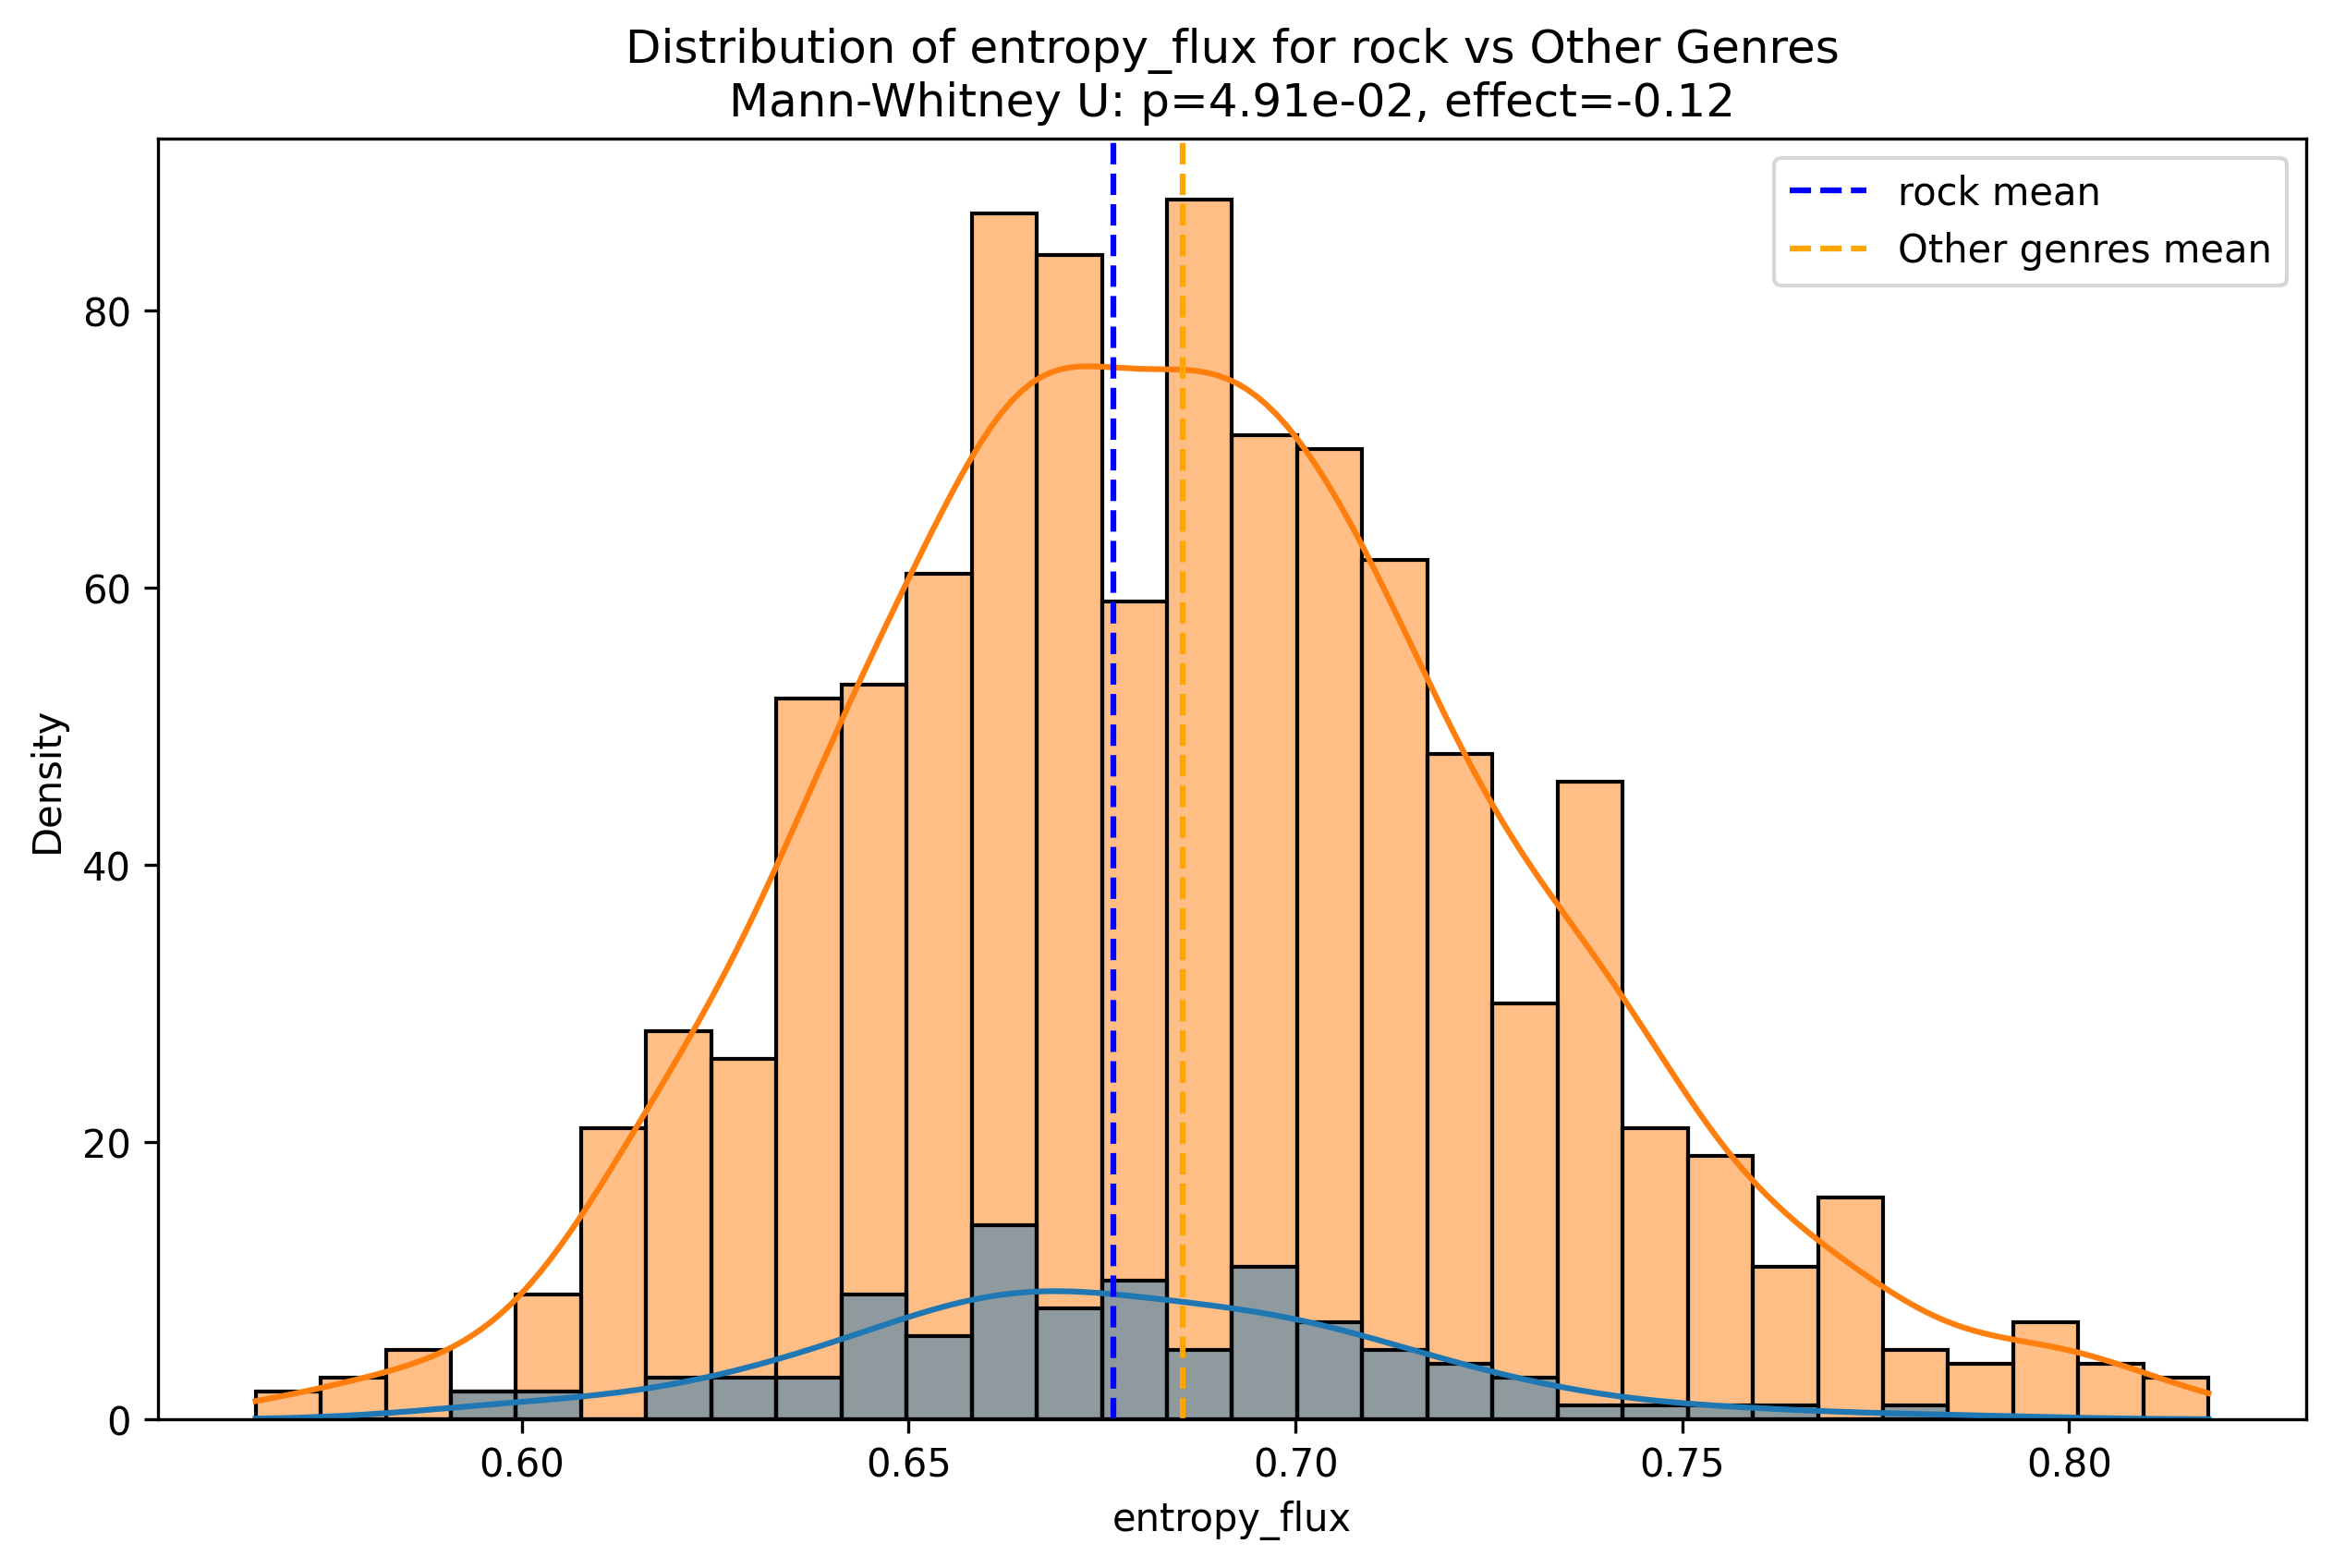 Distribution of entropy_flux for rock vs Other Genres
Mann-Whitney U: p=4.91e-02, effect=-0.12
rock mean
Other genres mean
Density
80
60
40
20
0
0.60 0.65 0.70 0.75 0.80
entropy_flux